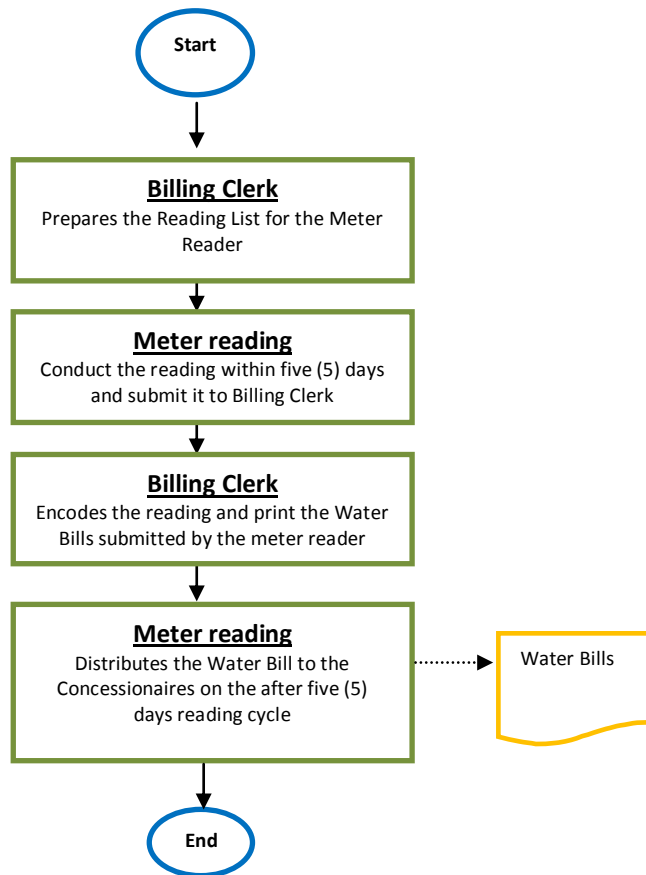 Start
Billing Clerk
Prepares the Reading List for the Meter
Reader
Meter reading
Conduct the reading within five (5) days
and submit it to Billing Clerk
Billing Clerk
Encodes the reading and print the Water
Bills submitted by the meter reader
Meter reading
Distributes the Water Bill to the
Concessionaires on the after five (5)
days reading cycle
Water Bills
End